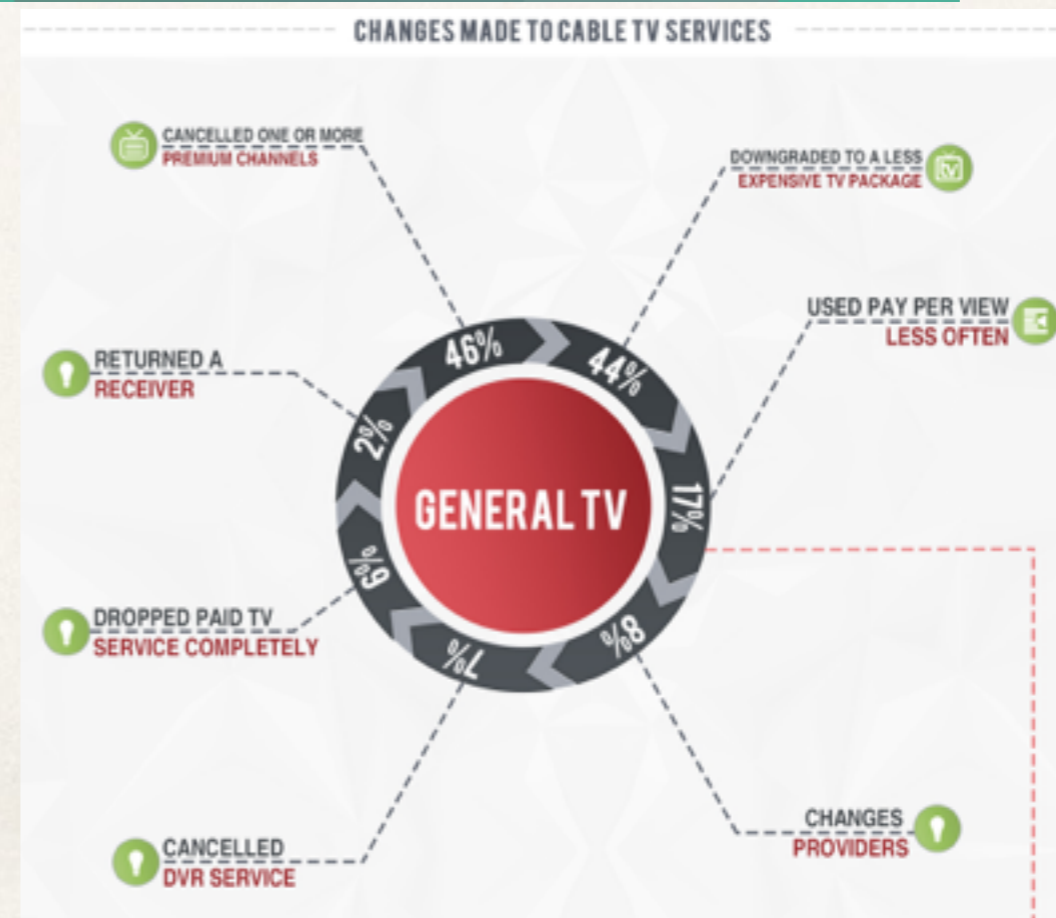 CHANGES MADE TO CABLE TV SERVICES
CANCELLED ONE OR MORE
PREMIUM CHANNELS
DOWNGRADED TO A LESS
EXPENSIVE TV PACKAGE
TV
USED PAY PER VIEW
LESS OFTEN
RETURNED A
RECEIVER
46%
44%
17%
8%
7%
6%
2%
GENERAL TV
DROPPED PAID TV
SERVICE COMPLETELY
CHANGES
PROVIDERS
CANCELLED
DVR SERVICE